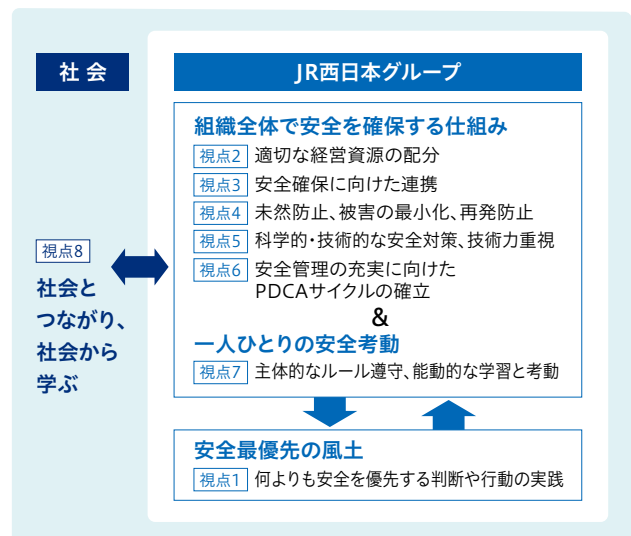 社会
JR西日本グループ
組織全体で安全を確保する仕組み
視点2 適切な経営資源の配分
視点3 安全確保に向けた連携
視点4 未然防止、被害の最小化、再発防止
視点5 科学的・技術的な安全対策、技術力重視
視点6 安全管理の充実に向けた
PDCAサイクルの確立
&
一人ひとりの安全考動
視点7 主体的なルール遵守、能動的な学習と考動
安全最優先の風土
視点1 何よりも安全を優先する判断や行動の実践
視点8
社会と
つながり、
社会から
学ぶ